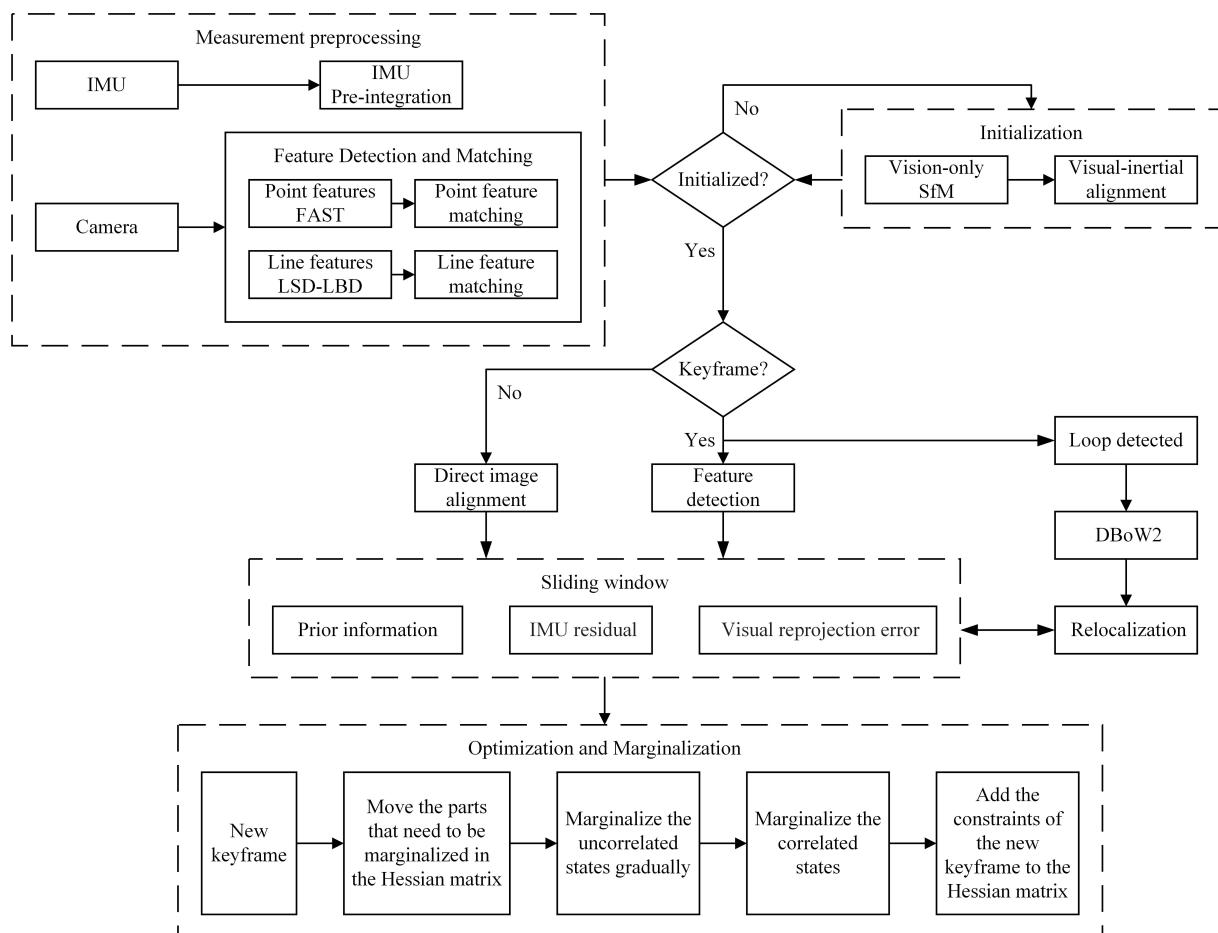 Measurement preprocessing
IMU
IMU
Pre-integration
Feature Detection and Matching
Point features
FAST
Point feature
matching
Camera
Line features
LSD-LBD
Line feature
matching
No
Initialized?
Yes
Initialization
Vision-only
SfM
Visual-inertial
alignment
Keyframe?
No
Yes
Direct image
alignment
Feature
detection
Loop detected
DBoW2
Relocalization
Sliding window
Prior information
IMU residual
Visual reprojection error
Optimization and Marginalization
New
keyframe
Move the parts
that need to be
marginalized in
the Hessian matrix
Marginalize the
uncorrelated
states gradually
Marginalize the
correlated
states
Add the
constraints of
the new
keyframe to the
Hessian matrix